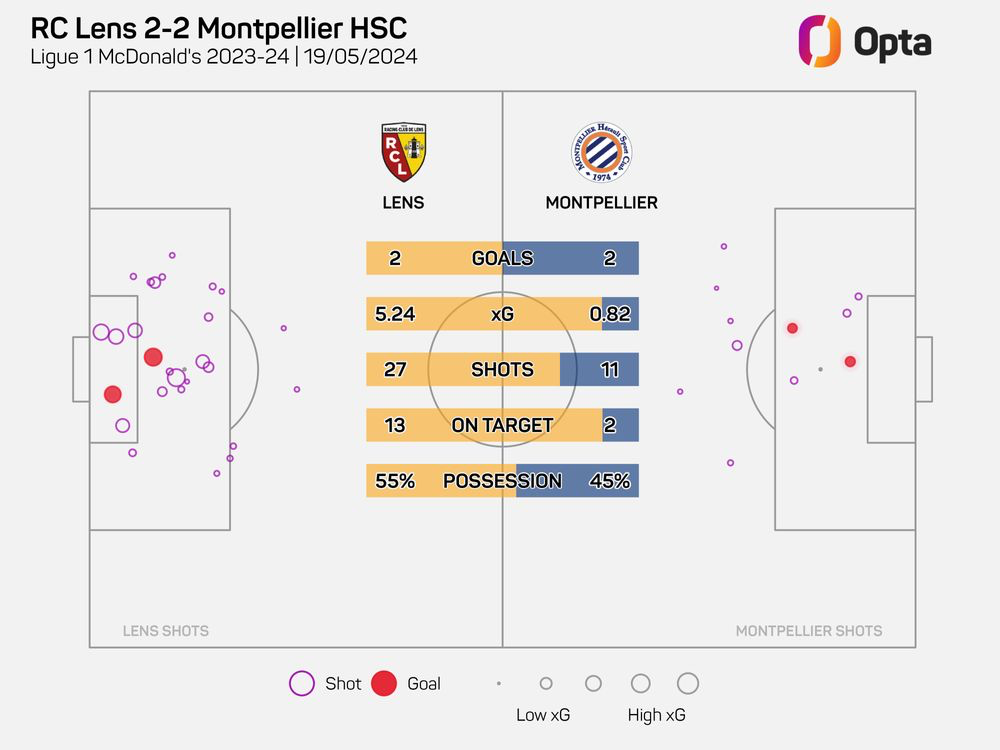 RC Lens 2-2 Montpellier HSC
Ligue 1 McDonald's 2023-24 | 19/05/2024
Opta
RACING CLUB DE LENS
RCL
MONTPELLIER Hérault Sport Club
1974
LENS
MONTPELLIER
2 GOALS 2
5.24 xG 0.82
27 SHOTS 11
13 ON TARGET 2
55% POSSESSION 45%
LENS SHOTS
MONTPELLIER SHOTS
Shot
Goal
Low xG
High xG